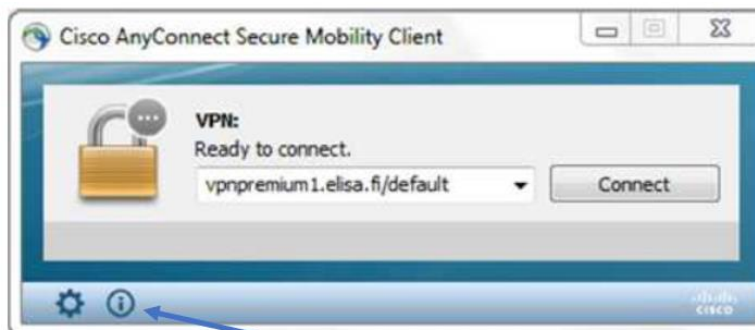 Cisco AnyConnect Secure Mobility Client
VPN:
Ready to connect.
vpnpremium1.elisa.fi/default
Connect
CISCO